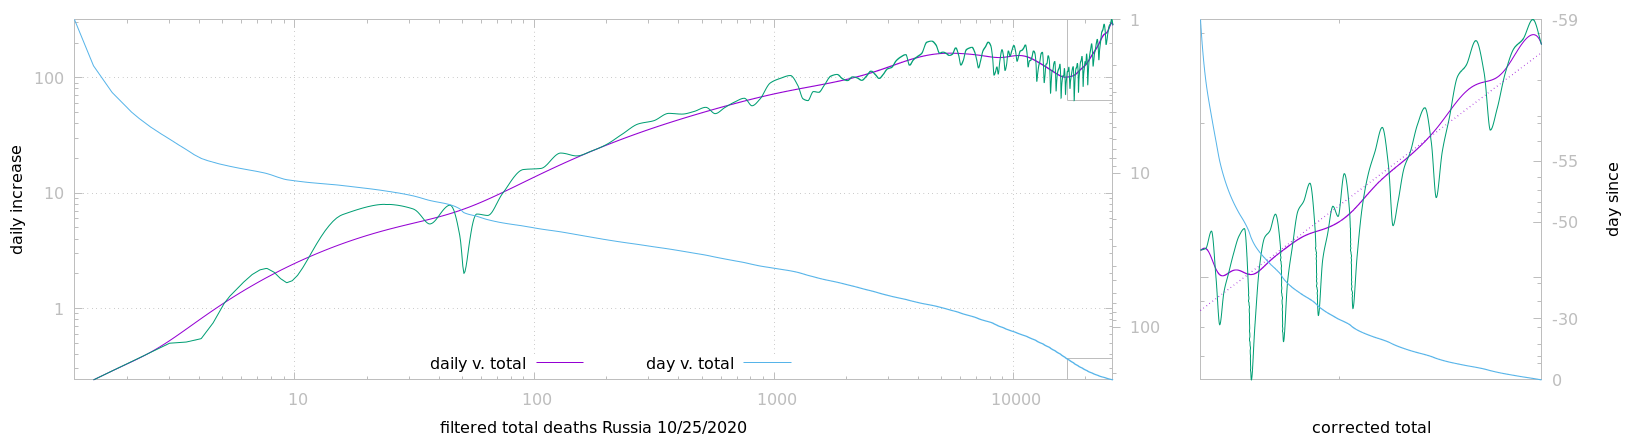 daily increase
100
10
1
daily v. total
day v. total
10
100
1000
10000
filtered total deaths Russia 10/25/2020
1
10
100
-59
-55
-50
-30
0
day since
corrected total